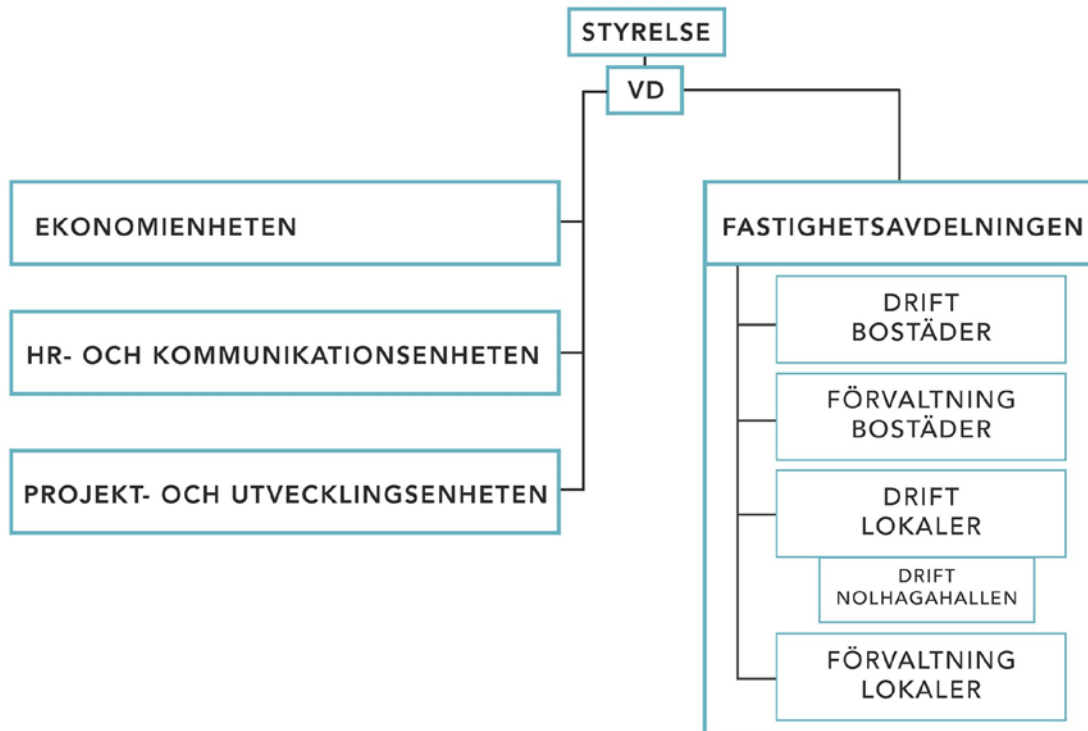 STYRELSE
VD
EKONOMIENHETEN
HR- OCH KOMMUNIKATIONSENHETEN
PROJEKT- OCH UTVECKLINGSENHETEN
FASTIGHETSAVDELNINGEN
DRIFT
BOSTÄDER
FÖRVALTNING
BOSTÄDER
DRIFT
LOKALER
DRIFT
NOLHAGAHALLEN
FÖRVALTNING
LOKALER